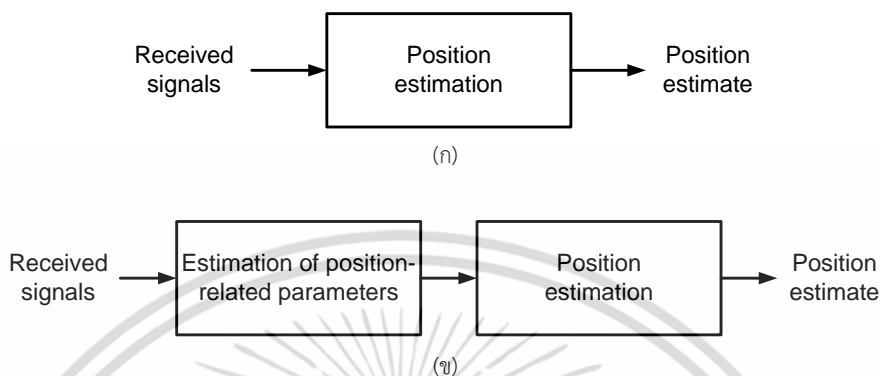 Received
signals
Position
estimation
Position
estimate
(ก)
Received
signals
Estimation of position-
related parameters
Position
estimation
Position
estimate
(ข)